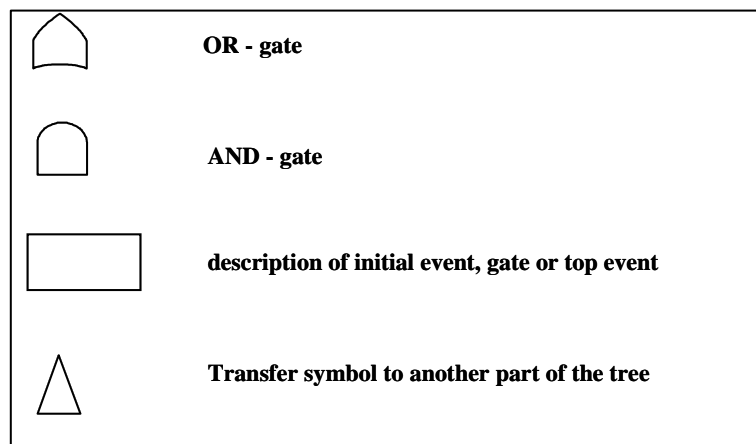 OR - gate
AND - gate
description of initial event, gate or top event
Transfer symbol to another part of the tree